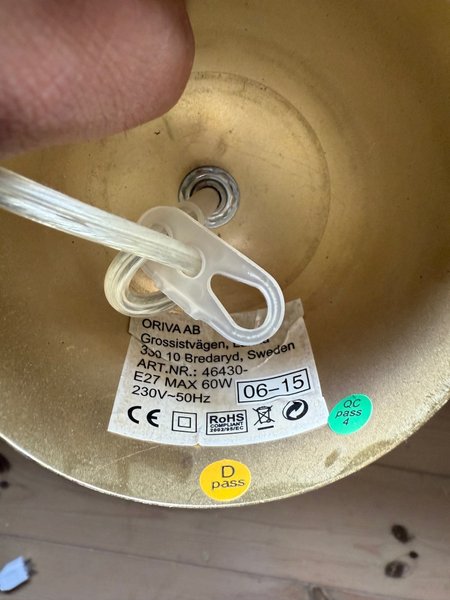 ORIVA AB
Grossistvägen,
330 10 Bredaryd, Sweden
ART.NR.: 46430-
E27 MAX 60W
06-15
230V~50Hz
CE
RoHS
COMPLIANT
2002/95/EC
QC
pass
4
D
pass